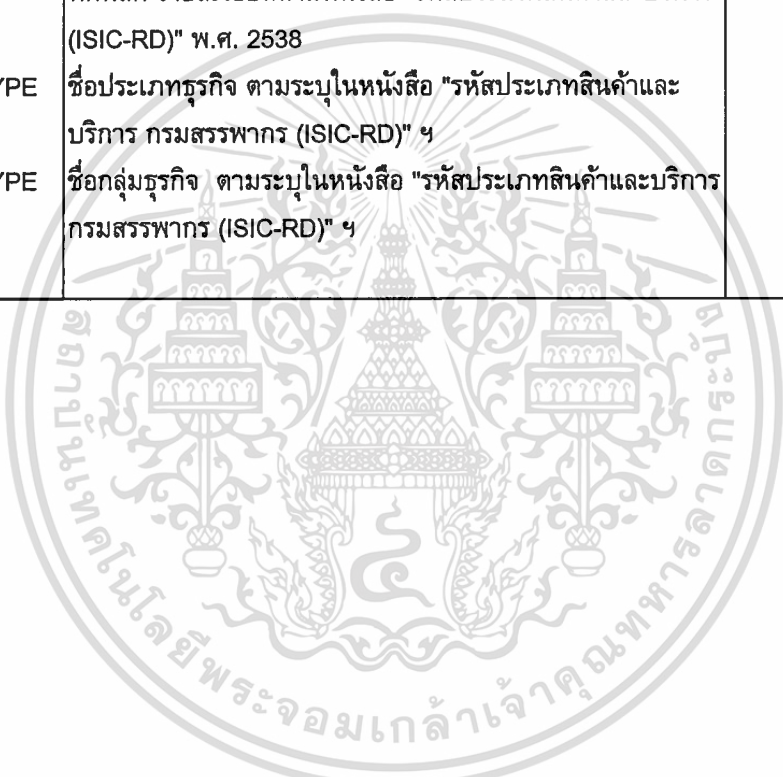 (ISIC-RD)" พ.ศ. 2538
YPE ชื่อประเภทธุรกิจ ตามระบุในหนังสือ "รหัสประเภทสินค้าและ
บริการ กรมสรรพากร (ISIC-RD)" ฯ
YPE ชื่อกลุ่มธุรกิจ ตามระบุในหนังสือ "รหัสประเภทสินค้าและบริการ
กรมสรรพากร (ISIC-RD)" ฯ
สถาบันเทคโนโลยีพระจอมเกล้าเจ้าคุณทหารลาดกระบัง